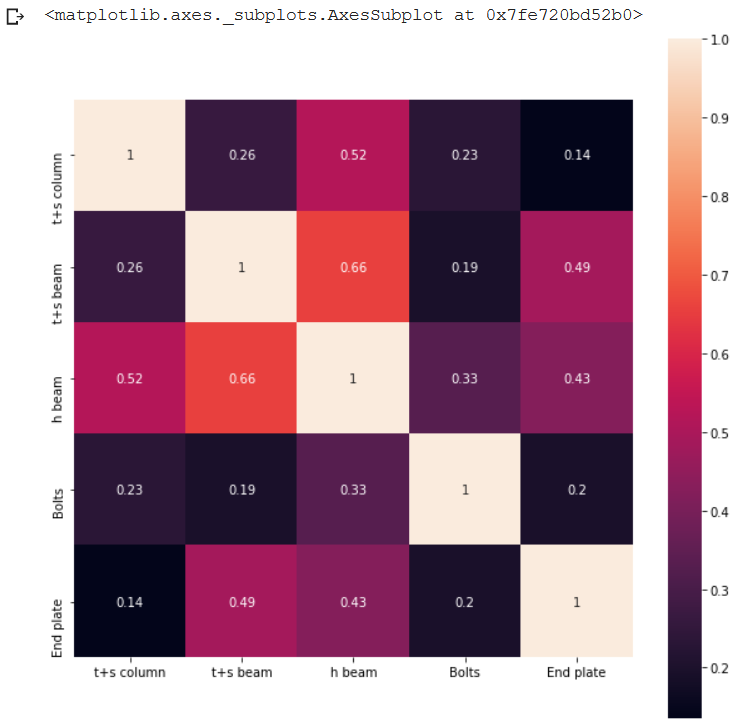 <matplotlib.axes._subplots.AxesSubplot at 0x7fe720bd52b0>
1.0
0.9
0.8
0.7
0.6
0.5
0.4
0.3
0.2
t+s column
1 0.26 0.52 0.23 0.14
t+s beam
0.26 1 0.66 0.19 0.49
h beam
0.52 0.66 1 0.33 0.43
Bolts
0.23 0.19 0.33 1 0.2
End plate
0.14 0.49 0.43 0.2 1
t+s column t+s beam h beam Bolts End plate